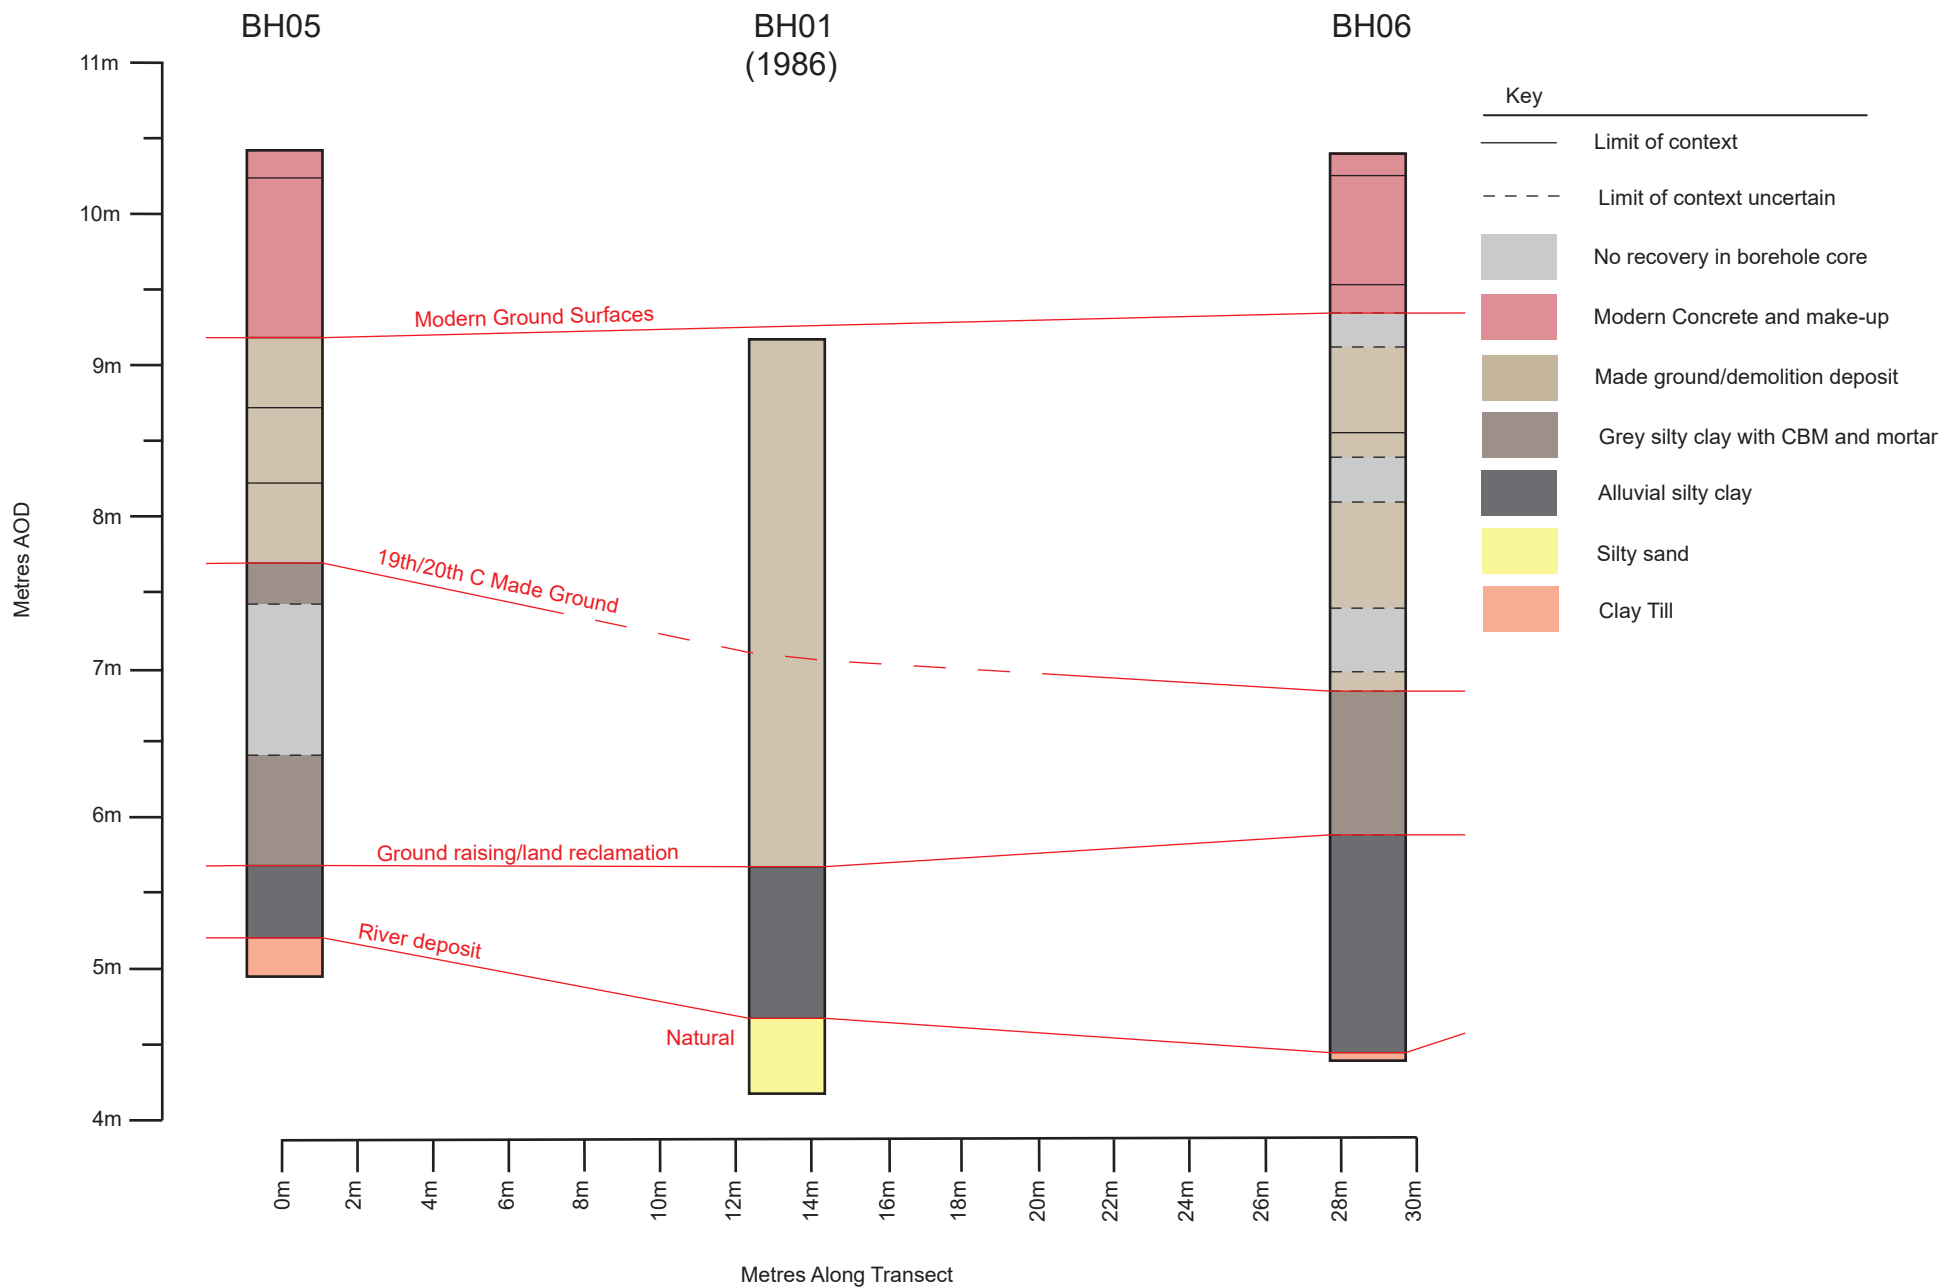 BH05
BH01
(1986)
BH06
11m
10m
9m
8m
7m
6m
5m
4m
Metres AOD
Modern Ground Surfaces
19th/20th C Made Ground
Ground raising/land reclamation
River deposit
Natural
Key
Limit of context
Limit of context uncertain
No recovery in borehole core
Modern Concrete and make-up
Made ground/demolition deposit
Grey silty clay with CBM and mortar
Alluvial silty clay
Silty sand
Clay Till
0m
2m
4m
6m
8m
10m
12m
14m
16m
18m
20m
22m
24m
26m
28m
30m
Metres Along Transect